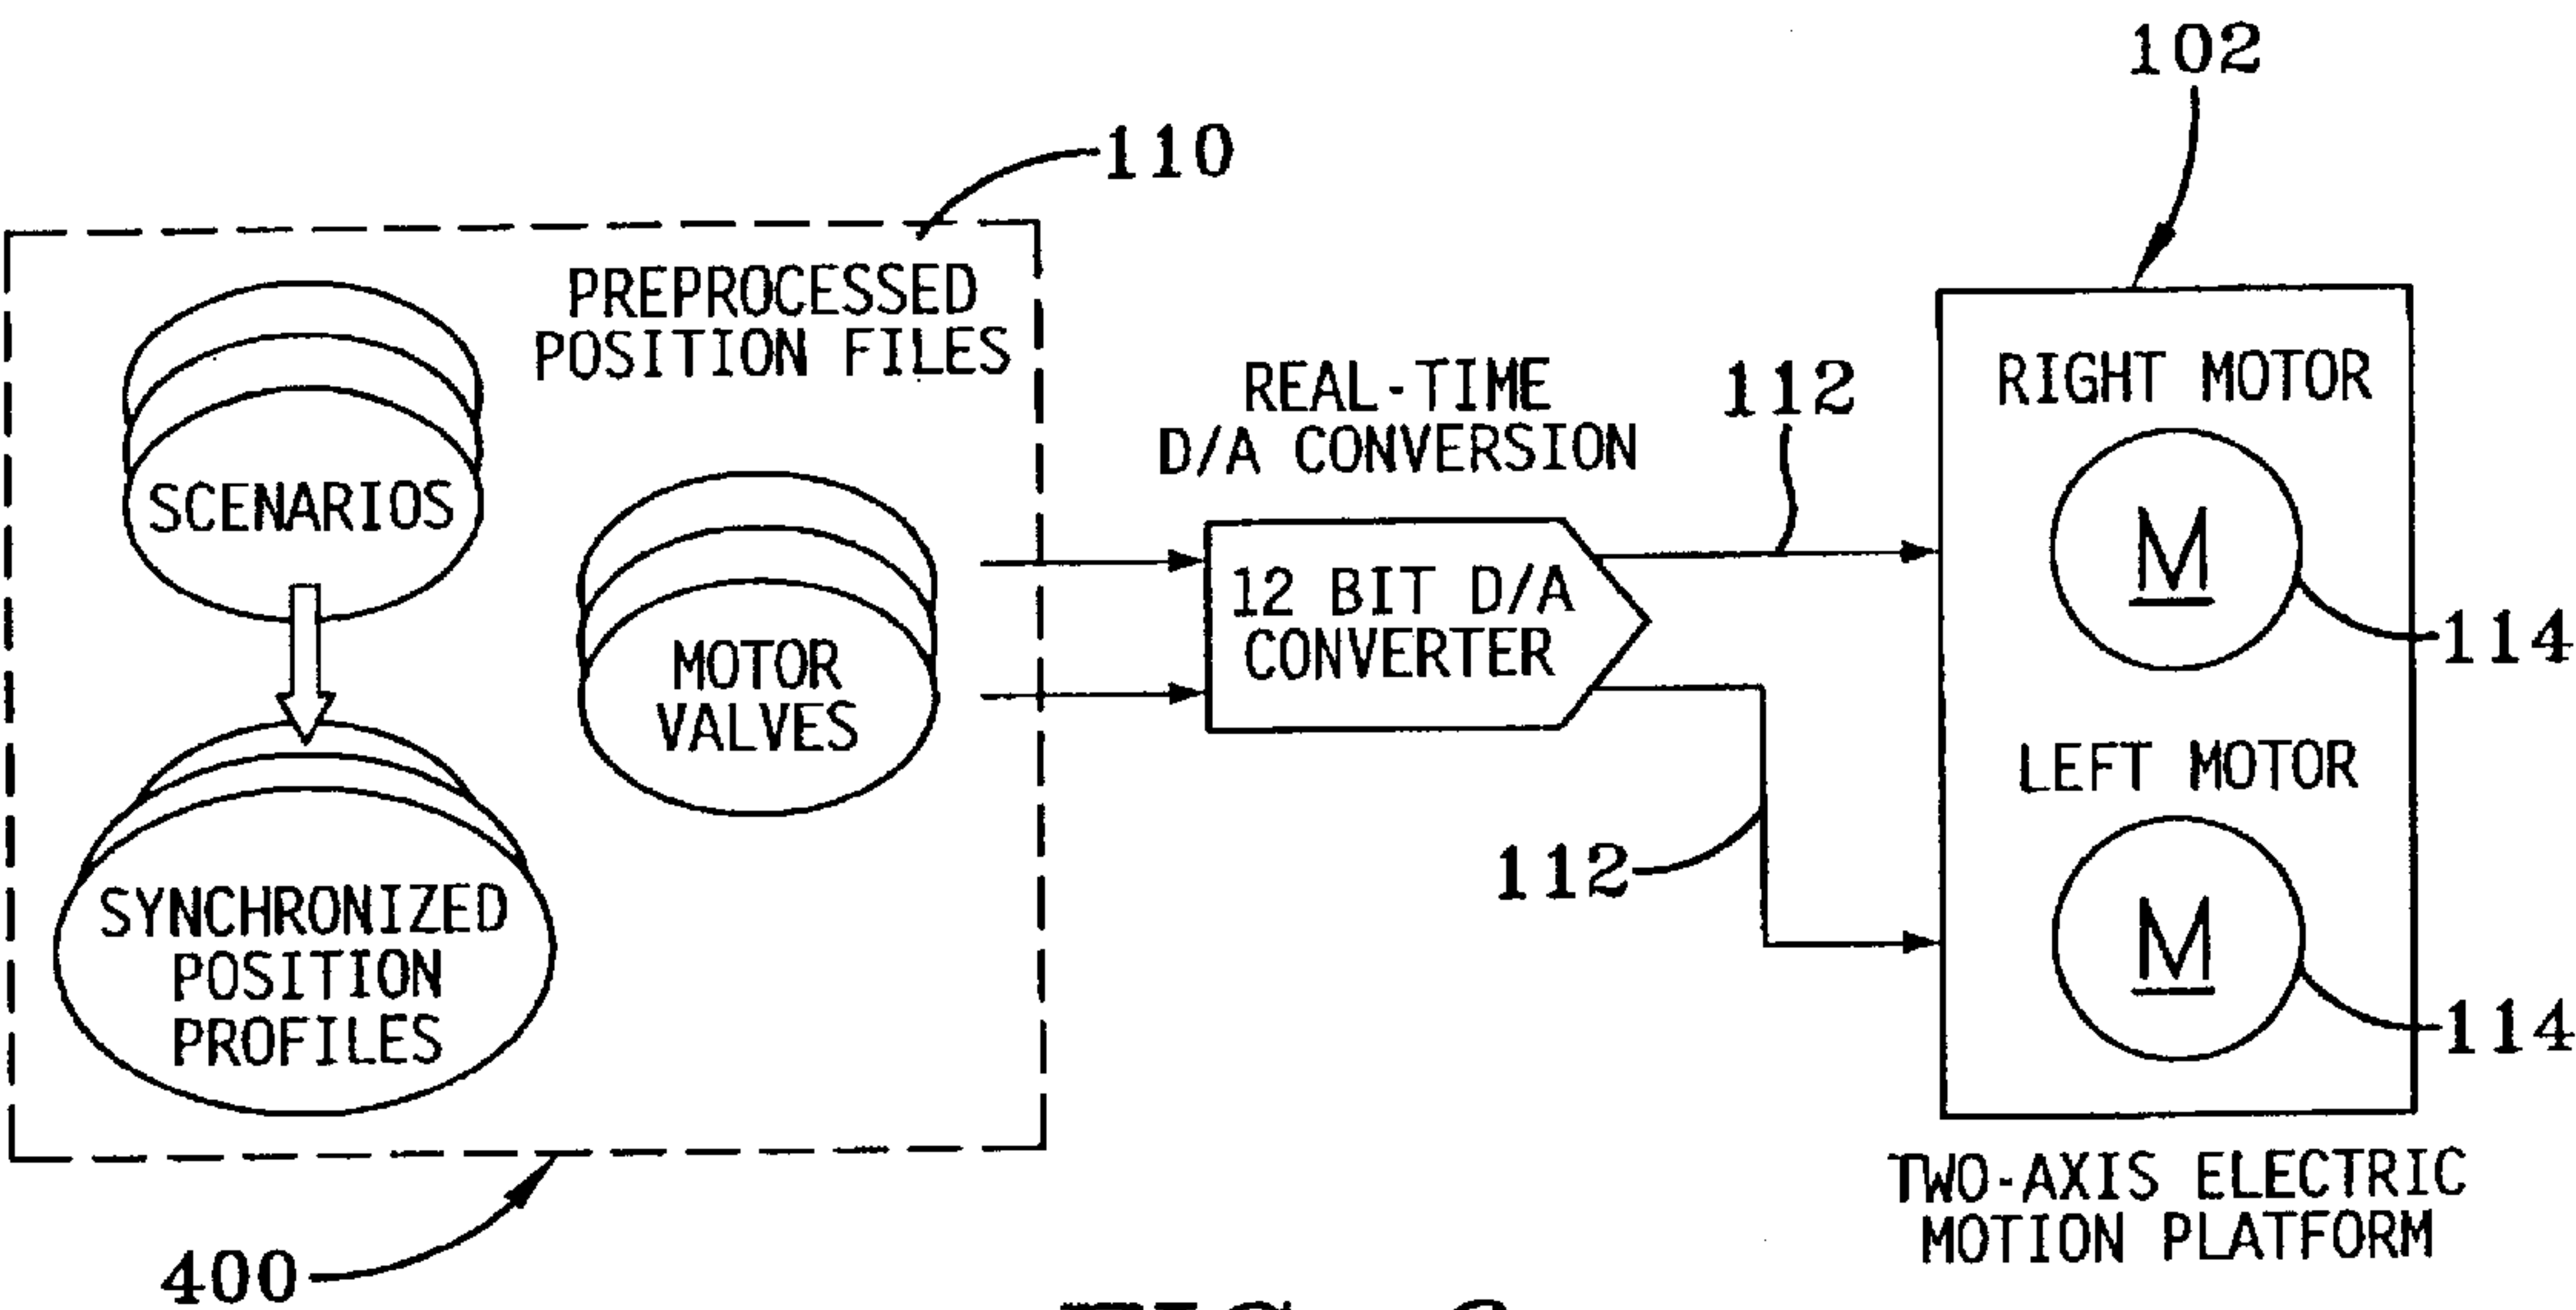 102
110
PREPROCESSED
POSITION FILES
SCENARIOS
MOTOR
VALVES
SYNCHRONIZED
POSITION
PROFILES
400
REAL-TIME
D/A CONVERSION
12 BIT D/A
CONVERTER
112
112
RIGHT MOTOR
M
114
LEFT MOTOR
M
114
TWO-AXIS ELECTRIC
MOTION PLATFORM